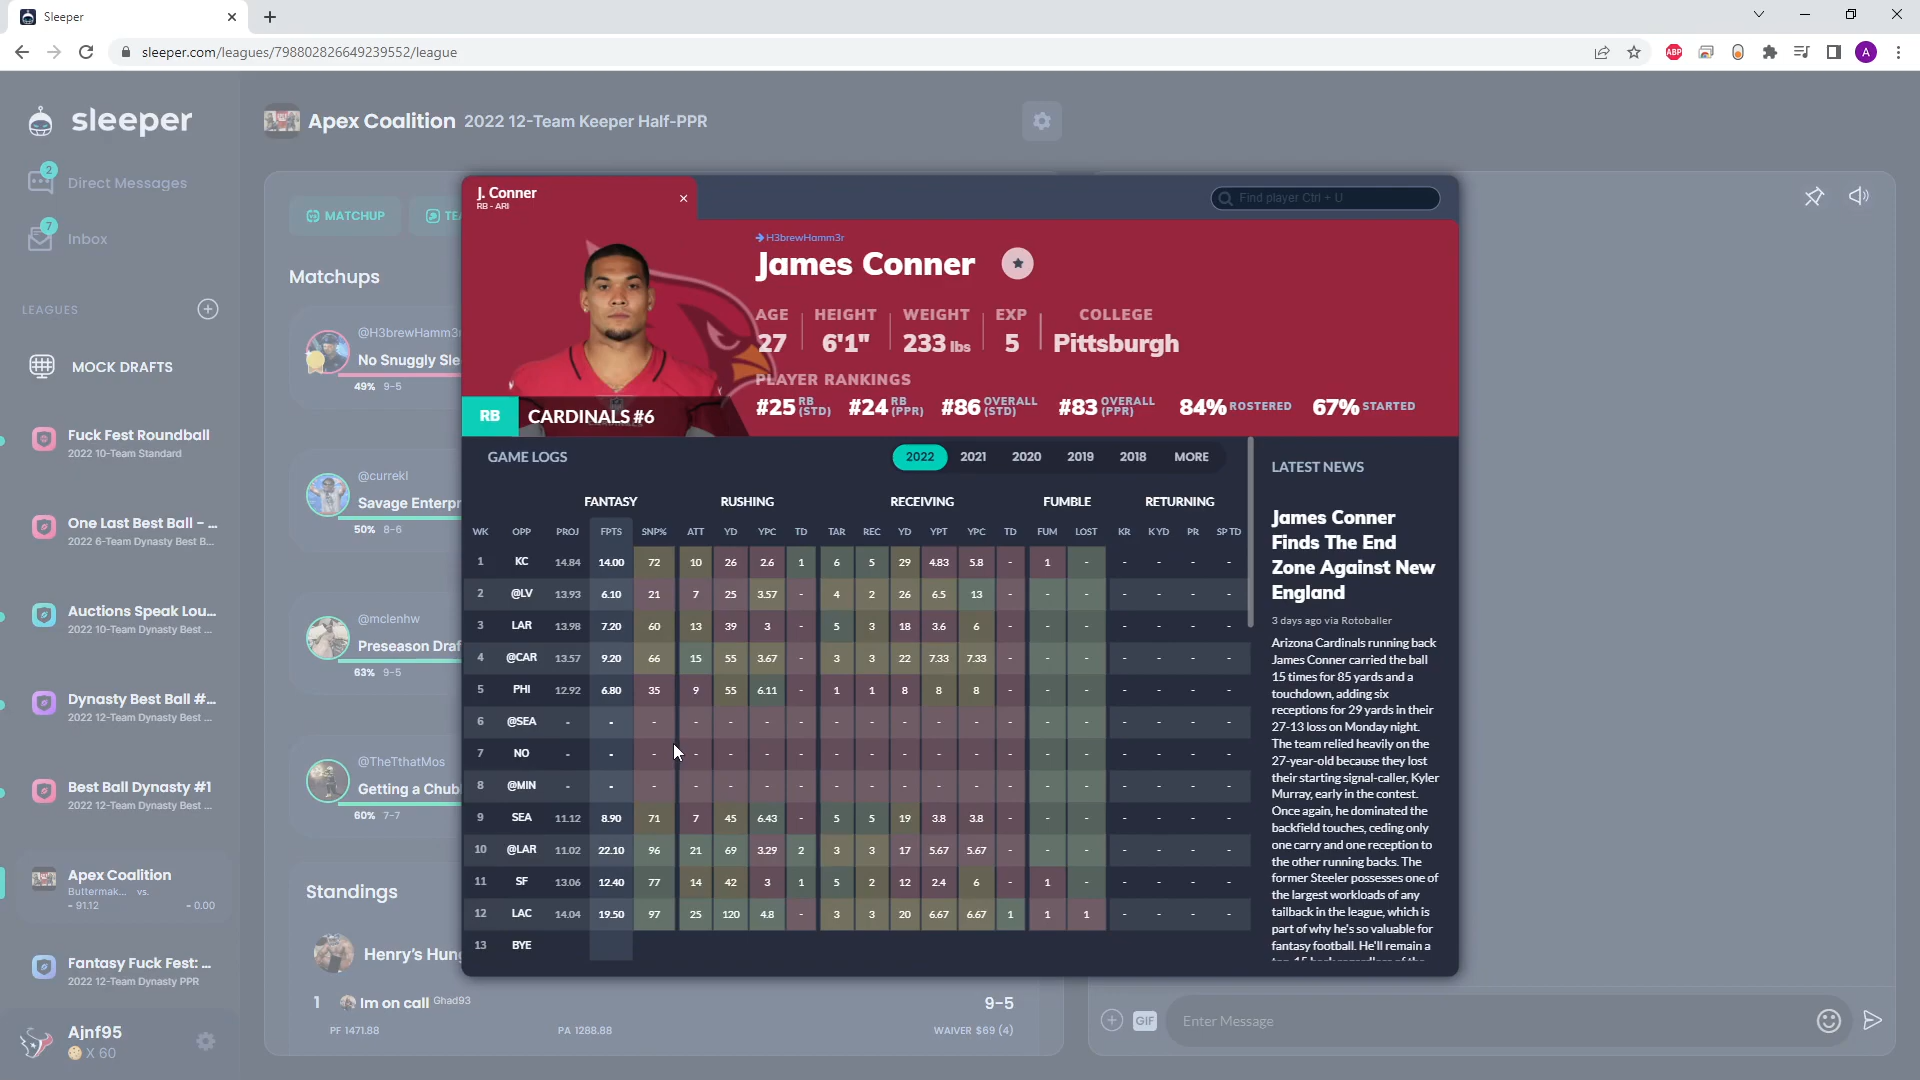 Sleeper
sleeper.com/leagues/798802826649239552/league
ABP
A
sleeper
2
Direct Messages
7
Inbox
LEAGUES
MOCK DRAFTS
Fuck Fest Roundball
2022 10-Team Standard
One Last Best Ball - ...
2022 6-Team Dynasty Best B...
Auctions Speak Lou...
2022 10-Team Dynasty Best ...
Dynasty Best Ball #...
2022 12-Team Dynasty Best ...
Best Ball Dynasty #1
2022 12-Team Dynasty Best ...
Apex Coalition
Buttermak... vs.
- 91.12 - 0.00
Fantasy Fuck Fest: ...
2022 12-Team Dynasty PPR
Ajnf95
X 60
Apex Coalition 2022 12-Team Keeper Half-PPR
MATCHUP
TEA
Matchups
@H3brewHamm3r
No Snuggly Sle
49% 9-5
@currekl
Savage Enterpr
50% 8-6
@mclenhw
Preseason Draf
63% 9-5
@TheTthatMos
Getting a Chub
60% 7-7
Standings
Henry's Hung
1 Im on call Ghad93 9-5
PF 1471.88 PA 1288.88 WAIVER $69 (4)
J. Conner
RB - ARI
Find player Ctrl + U
H3brewHamm3r
James Conner
AGE HEIGHT WEIGHT EXP COLLEGE
27 6'1" 233 lbs 5 Pittsburgh
PLAYER RANKINGS
#25 RB (STD) #24 RB (PPR) #86 OVERALL (STD) #83 OVERALL (PPR) 84% ROSTERED 67% STARTED
RB CARDINALS #6
GAME LOGS 2022 2021 2020 2019 2018 MORE
FANTASY RUSHING RECEIVING FUMBLE RETURNING
WK OPP PROJ FPTS SNP% ATT YD YPC TD TAR REC YD YPT YPC TD FUM LOST KR KYD PR SP TD
1 KC 14.84 14.00 72 10 26 2.6 1 6 5 29 4.83 5.8 - 1 - - - - -
2 @LV 13.93 6.10 21 7 25 3.57 - 4 2 26 6.5 13 - - - - - - -
3 LAR 13.98 7.20 60 13 39 3 - 5 3 18 3.6 6 - - - - - - -
4 @CAR 13.57 9.20 66 15 55 3.67 - 3 3 22 7.33 7.33 - - - - - - -
5 PHI 12.92 6.80 35 9 55 6.11 - 1 1 8 8 8 - - - - - - -
6 @SEA - - - - - - - - - - - - - - - - - - -
7 NO - - - - - - - - - - - - - - - - - - -
8 @MIN - - - - - - - - - - - - - - - - - - -
9 SEA 11.12 8.90 71 7 45 6.43 - 5 5 19 3.8 3.8 - - - - - - -
10 @LAR 11.02 22.10 96 21 69 3.29 2 3 3 17 5.67 5.67 - - - - - - -
11 SF 13.06 12.40 77 14 42 3 1 5 2 12 2.4 6 - 1 - - - - -
12 LAC 14.04 19.50 97 25 120 4.8 - 3 3 20 6.67 6.67 1 1 1 - - - -
13 BYE
LATEST NEWS
James Conner
Finds The End
Zone Against New
England
3 days ago via Rotoballer
Arizona Cardinals running back
James Conner carried the ball
15 times for 85 yards and a
touchdown, adding six
receptions for 29 yards in their
27-13 loss on Monday night.
The team relied heavily on the
27-year-old because they lost
their starting signal-caller, Kyler
Murray, early in the contest.
Once again, he dominated the
backfield touches, ceding only
one carry and one reception to
the other running backs. The
former Steeler possesses one of
the largest workloads of any
tailback in the league, which is
part of why he's so valuable for
fantasy football. He'll remain a
GIF
Enter Message